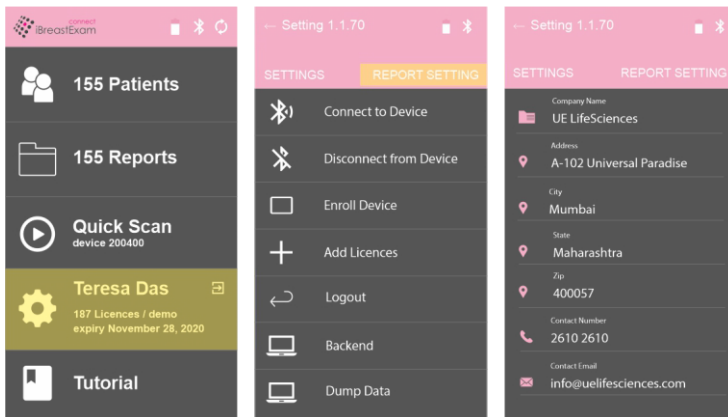 connect
iBreastExam
155 Patients
155 Reports
Quick Scan
device 200400
Teresa Das
187 Licences / demo
expiry November 28, 2020
Tutorial
← Setting 1.1.70
SETTINGS REPORT SETTING
Connect to Device
Disconnect from Device
Enroll Device
Add Licences
Logout
Backend
Dump Data
← Setting 1.1.70
SETTINGS REPORT SETTING
Company Name
UE LifeSciences
Address
A-102 Universal Paradise
City
Mumbai
State
Maharashtra
Zip
400057
Contact Number
2610 2610
Contact Email
info@uelifesciences.com